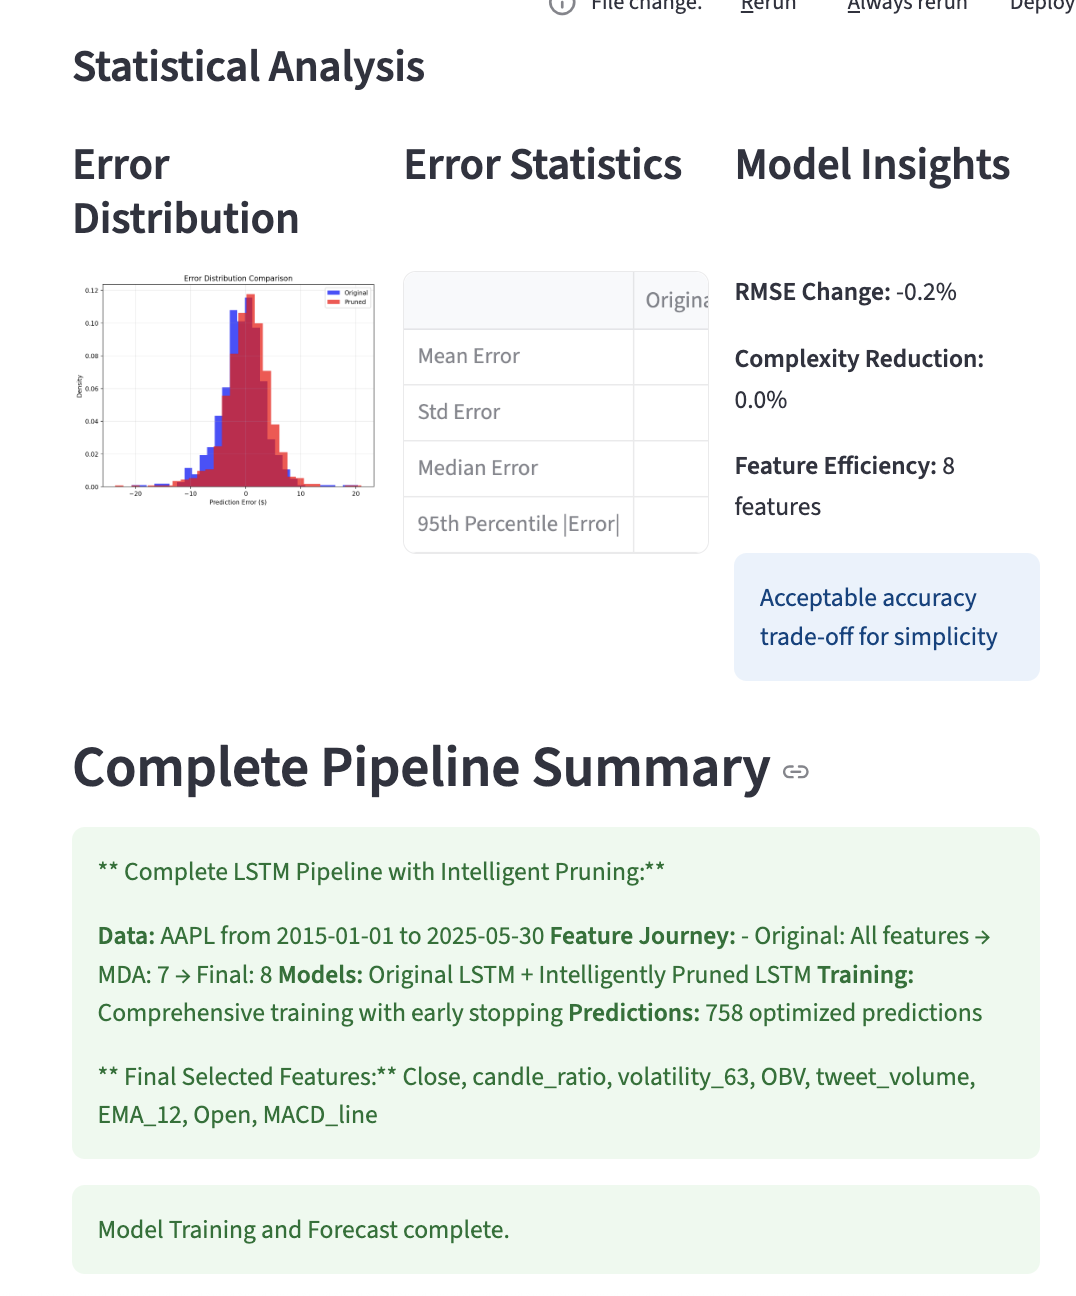 File change: Rerun Always rerun Deploy
Statistical Analysis
Error
Distribution
Error Distribution Comparison
Original
Pruned
0.12
0.10
0.08
0.06
0.04
0.02
0.00
Density
−20 −10 0 10 20
Prediction Error ($)
Error Statistics
Origina
Mean Error
Std Error
Median Error
95th Percentile |Error|
Model Insights
RMSE Change: -0.2%
Complexity Reduction:
0.0%
Feature Efficiency: 8
features
Acceptable accuracy
trade-off for simplicity
Complete Pipeline Summary
** Complete LSTM Pipeline with Intelligent Pruning:**
Data: AAPL from 2015-01-01 to 2025-05-30 Feature Journey: - Original: All features →
MDA: 7 → Final: 8 Models: Original LSTM + Intelligently Pruned LSTM Training:
Comprehensive training with early stopping Predictions: 758 optimized predictions
** Final Selected Features:** Close, candle_ratio, volatility_63, OBV, tweet_volume,
EMA_12, Open, MACD_line
Model Training and Forecast complete.